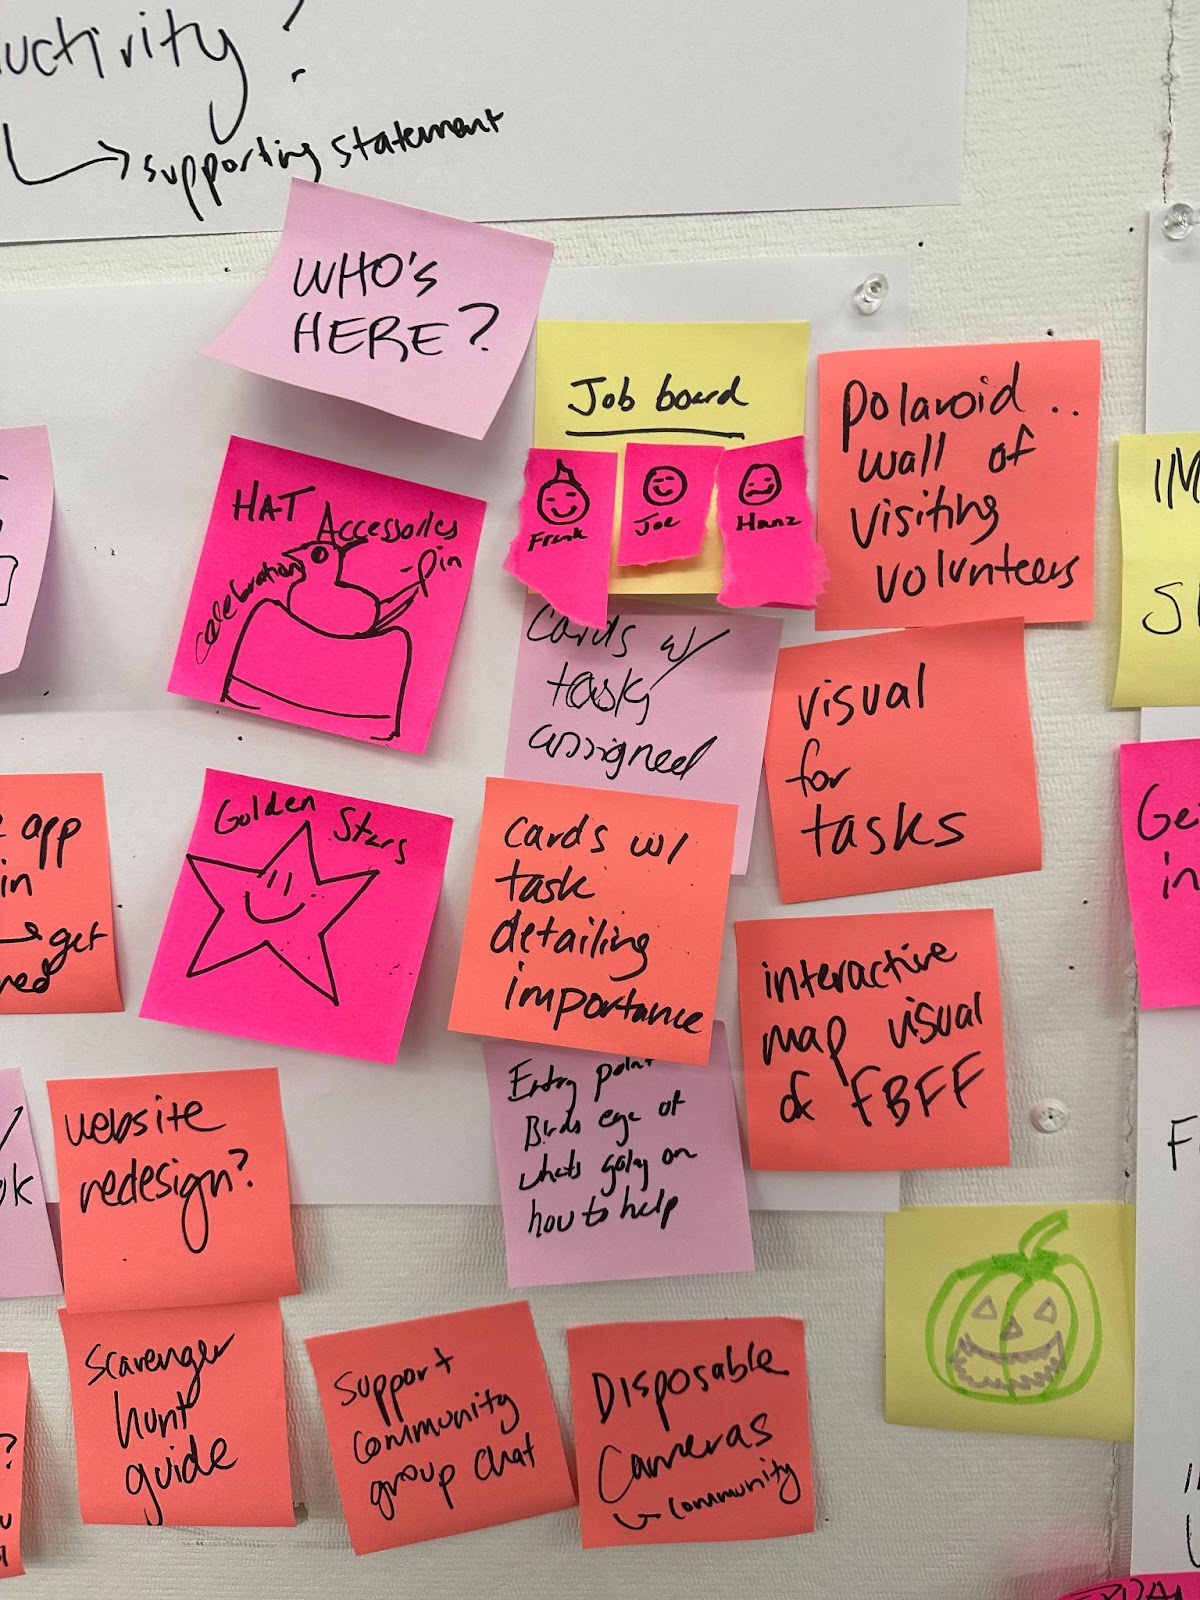 uctivity?
supporting statement
WHO'S
HERE?
Job board
Frank
Joe
Hanz
polaroid ..
wall of
visiting
volunteers
HAT Accessories
celebration
-pin
cards w/
task
assigned
visual
for
tasks
Golden Stars
cards w/
task
detailing
importance
interactive
map visual
of FBFF
Entry point
Birds eye of
whats going on
how to help
website
redesign?
scavenger
hunt
guide
support
community
group chat
Disposable
Cameras
community
app
in
get
IM
Ge
in
F